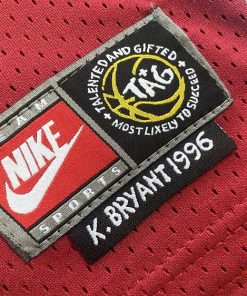 TEAM
NIKE
SPORTS
TALENTED AND GIFTED
TAG
MOST LIKELY TO SUCCEED
K. BRYANT 1996